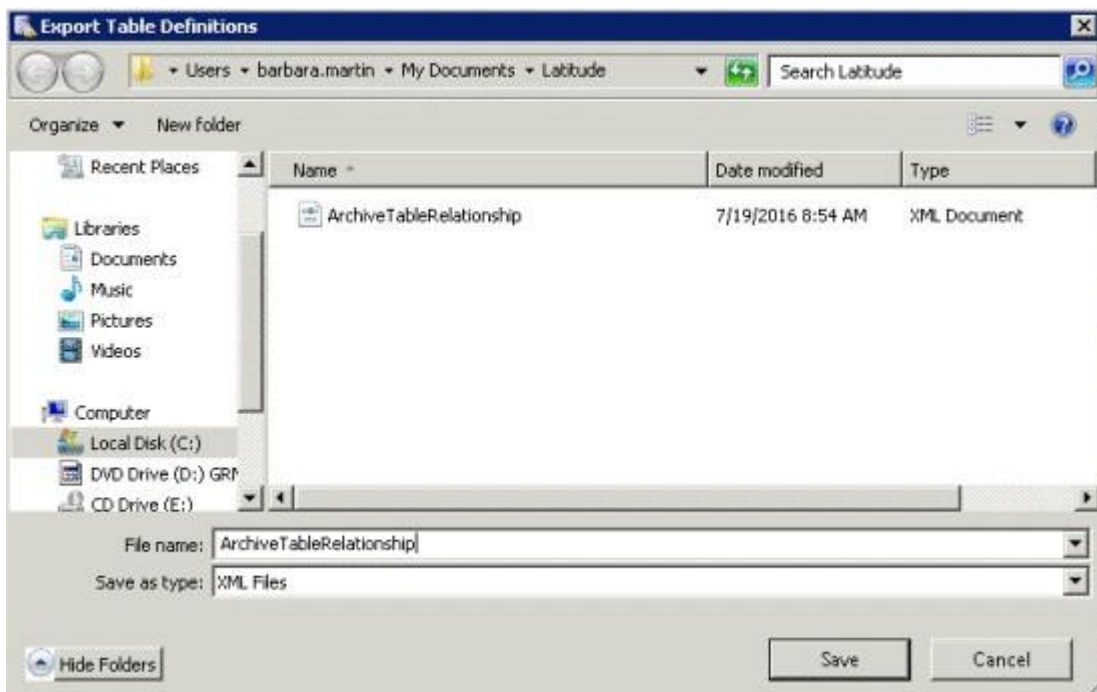 Export Table Definitions
Users barbara.martin My Documents Latitude Search Latitude
Organize New folder
Name Date modified Type
Recent Places
ArchiveTableRelationship 7/19/2016 8:54 AM XML Document
Libraries
Documents
Music
Pictures
Videos
Computer
Local Disk (C:)
DVD Drive (D:) GRM
CD Drive (E:)
File name: ArchiveTableRelationship
Save as type: XML Files
Hide Folders Save Cancel